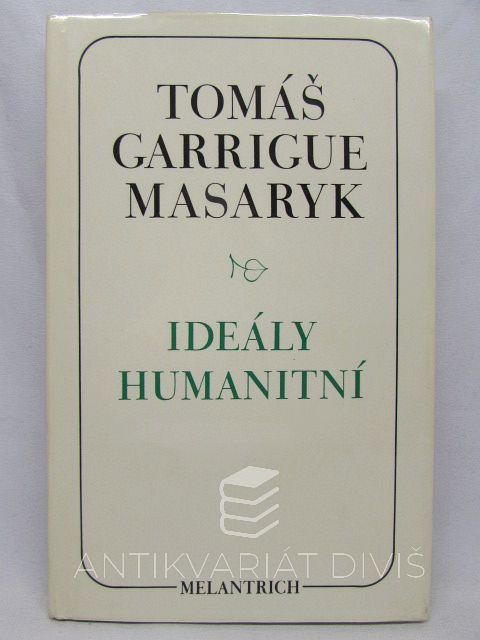 TOMÁŠ
GARRIGUE
MASARYK
IDEÁLY
HUMANITNÍ
ANTIKVARIÁT DIVIŠ
MELANTRICH